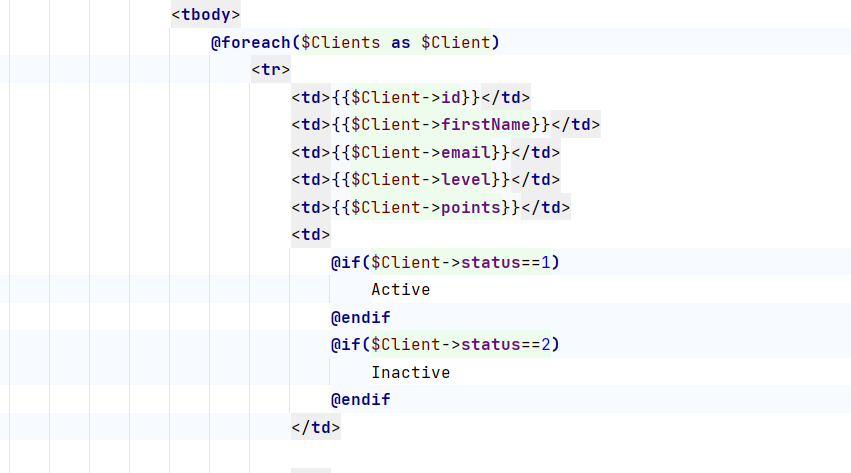 <tbody>
@foreach($Clients as $Client)
<tr>
<td>{{$Client->id}}</td>
<td>{{$Client->firstName}}</td>
<td>{{$Client->email}}</td>
<td>{{$Client->level}}</td>
<td>{{$Client->points}}</td>
<td>
@if($Client->status==1)
Active
@endif
@if($Client->status==2)
Inactive
@endif
</td>